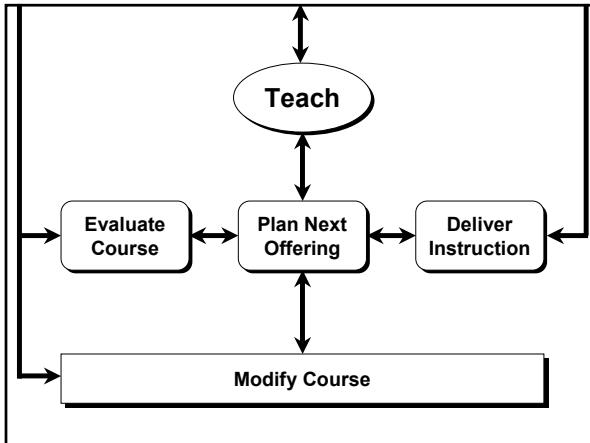 Teach
Evaluate
Course
Plan Next
Offering
Deliver
Instruction
Modify Course